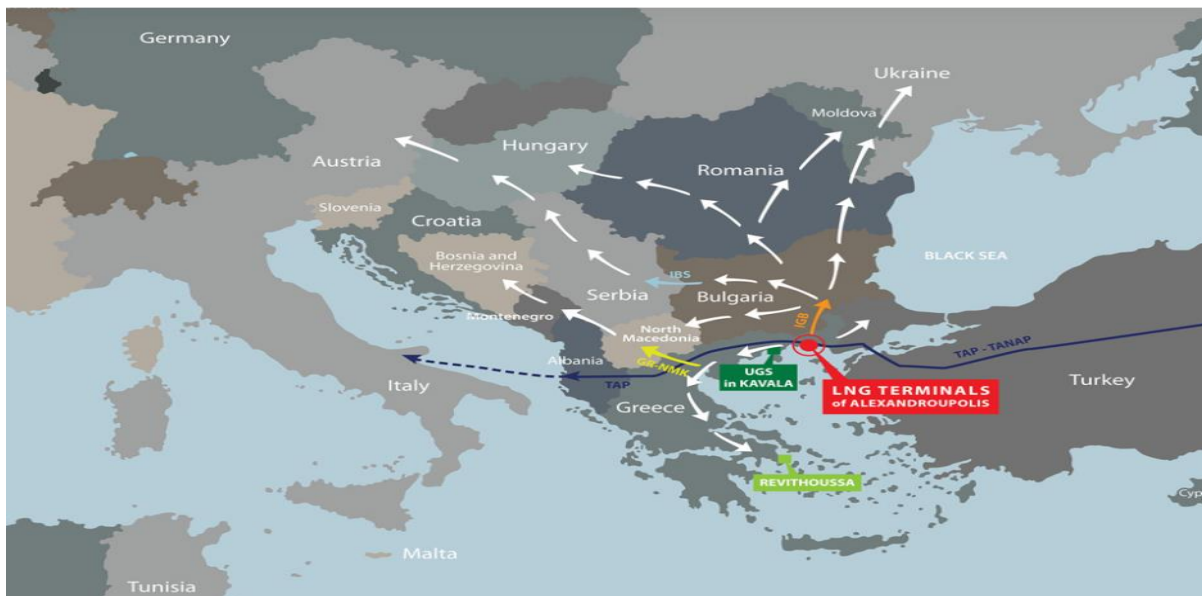 Germany
Ukraine
Moldova
Hungary
Austria
Romania
Slovenia
Croatia
Bosnia and
Herzegovina
BLACK SEA
IBS
Serbia
Bulgaria
IGB
Montenegro
North
Macedonia
TAP - TANAP
Albania
GR-NMK
UGS
in KAVALA
TAP
Italy
Turkey
LNG TERMINALS
of ALEXANDROUPOLIS
Greece
REVITHOUSSA
Cyp
Malta
Tunisia